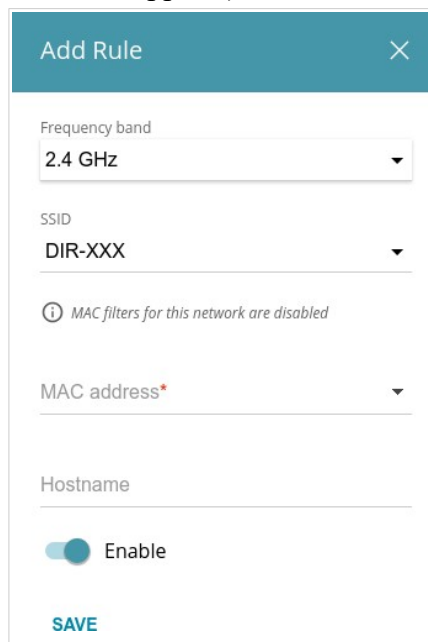 Add Rule
Frequency band
2.4 GHz
SSID
DIR-XXX
MAC filters for this network are disabled
MAC address*
Hostname
Enable
SAVE